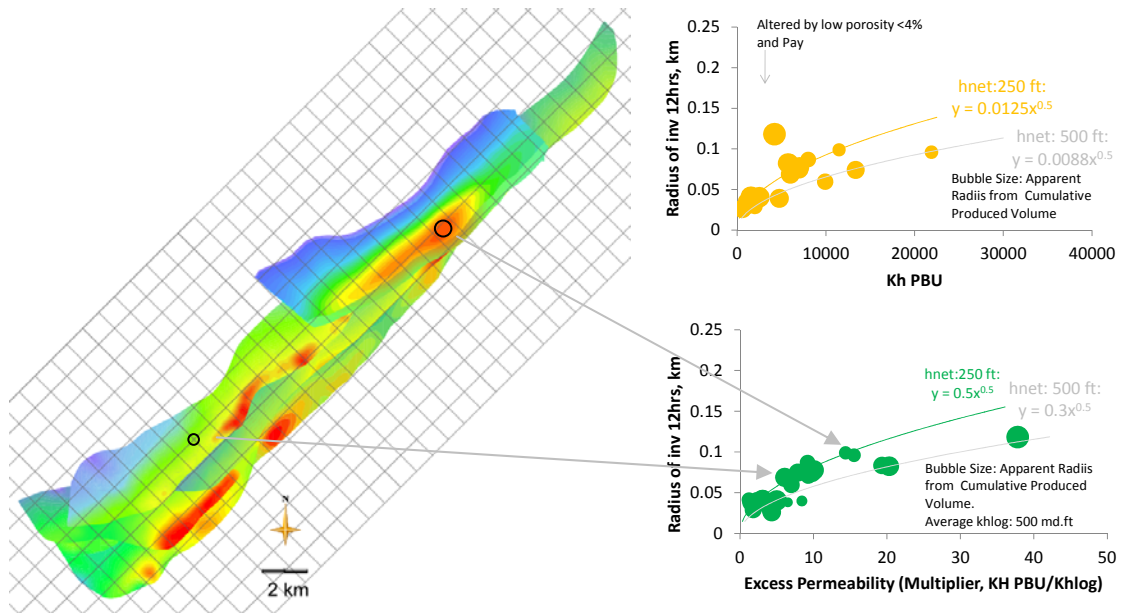 Altered by low porosity <4%
and Pay
Radius of inv 12hrs, km
0.25
0.2
0.15
0.1
0.05
0
hnet:250 ft:
y = 0.0125x^0.5
hnet: 500 ft:
y = 0.0088x^0.5
Bubble Size: Apparent
Radiis from Cumulative
Produced Volume
0 10000 20000 30000 40000
Kh PBU
Radius of inv 12hrs, km
0.25
0.2
0.15
0.1
0.05
0
hnet:250 ft:
y = 0.5x^0.5
hnet: 500 ft:
y = 0.3x^0.5
Bubble Size: Apparent Radiis
from Cumulative Produced
Volume.
Average khlog: 500 md.ft
0 10 20 30 40 50
Excess Permeability (Multiplier, KH PBU/Khlog)
N
2 km